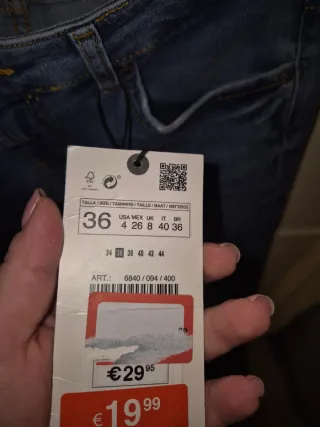 TALLA / SIZE / TAMANHO / TAILLE / MAAT / ΜΕΓΕΘΟΣ
36
USA MEX UK IT BR
4 26 8 40 36
34 36 38 40 42 44
ART.: 6840 / 094 / 400
€29 95
€19 99